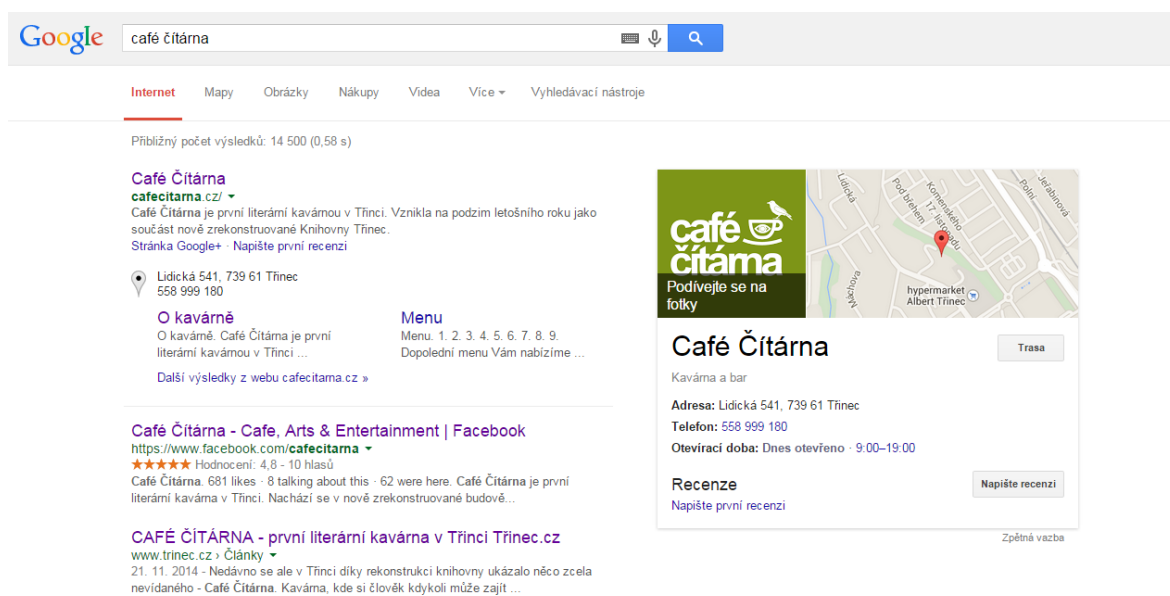 Google
café čítárna
Internet Mapy Obrázky Nákupy Videa Více Vyhledávací nástroje
Přibližný počet výsledků: 14 500 (0,58 s)
Café Čítárna
cafecitarna.cz/
Café Čítárna je první literární kavárnou v Třinci. Vznikla na podzim letošního roku jako
součást nově zrekonstruované Knihovny Třinec.
Stránka Google+ · Napište první recenzi
Lidická 541, 739 61 Třinec
558 999 180
O kavárně
O kavárně. Café Čítárna je první
literární kavárnou v Třinci ...
Menu
Menu. 1. 2. 3. 4. 5. 6. 7. 8. 9.
Dopolední menu Vám nabízíme ...
Další výsledky z webu cafecitarna.cz »
Café Čítárna - Cafe, Arts & Entertainment | Facebook
https://www.facebook.com/cafecitarna
★★★★★ Hodnocení: 4,8 - 10 hlasů
Café Čítárna. 681 likes · 8 talking about this · 62 were here. Café Čítárna je první
literární kavárna v Třinci. Nachází se v nově zrekonstruované budově...
CAFÉ ČÍTÁRNA - první literární kavárna v Třinci Třinec.cz
www.trinec.cz › Články
21. 11. 2014 - Nedávno se ale v Třinci díky rekonstrukci knihovny ukázalo něco zcela
nevídaného - Café Čítárna. Kavárna, kde si člověk kdykoli může zajít ...
café
čítárna
Podívejte se na
fotky
Lidická
Pod břehem
Komenského
17. listopadu
Polní
Jeřabinová
Máchova
hypermarket
Albert Třinec
Café Čítárna
Trasa
Kavárna a bar
Adresa: Lidická 541, 739 61 Třinec
Telefon: 558 999 180
Otevírací doba: Dnes otevřeno · 9:00–19:00
Recenze
Napište recenzi
Napište první recenzi
Zpětná vazba